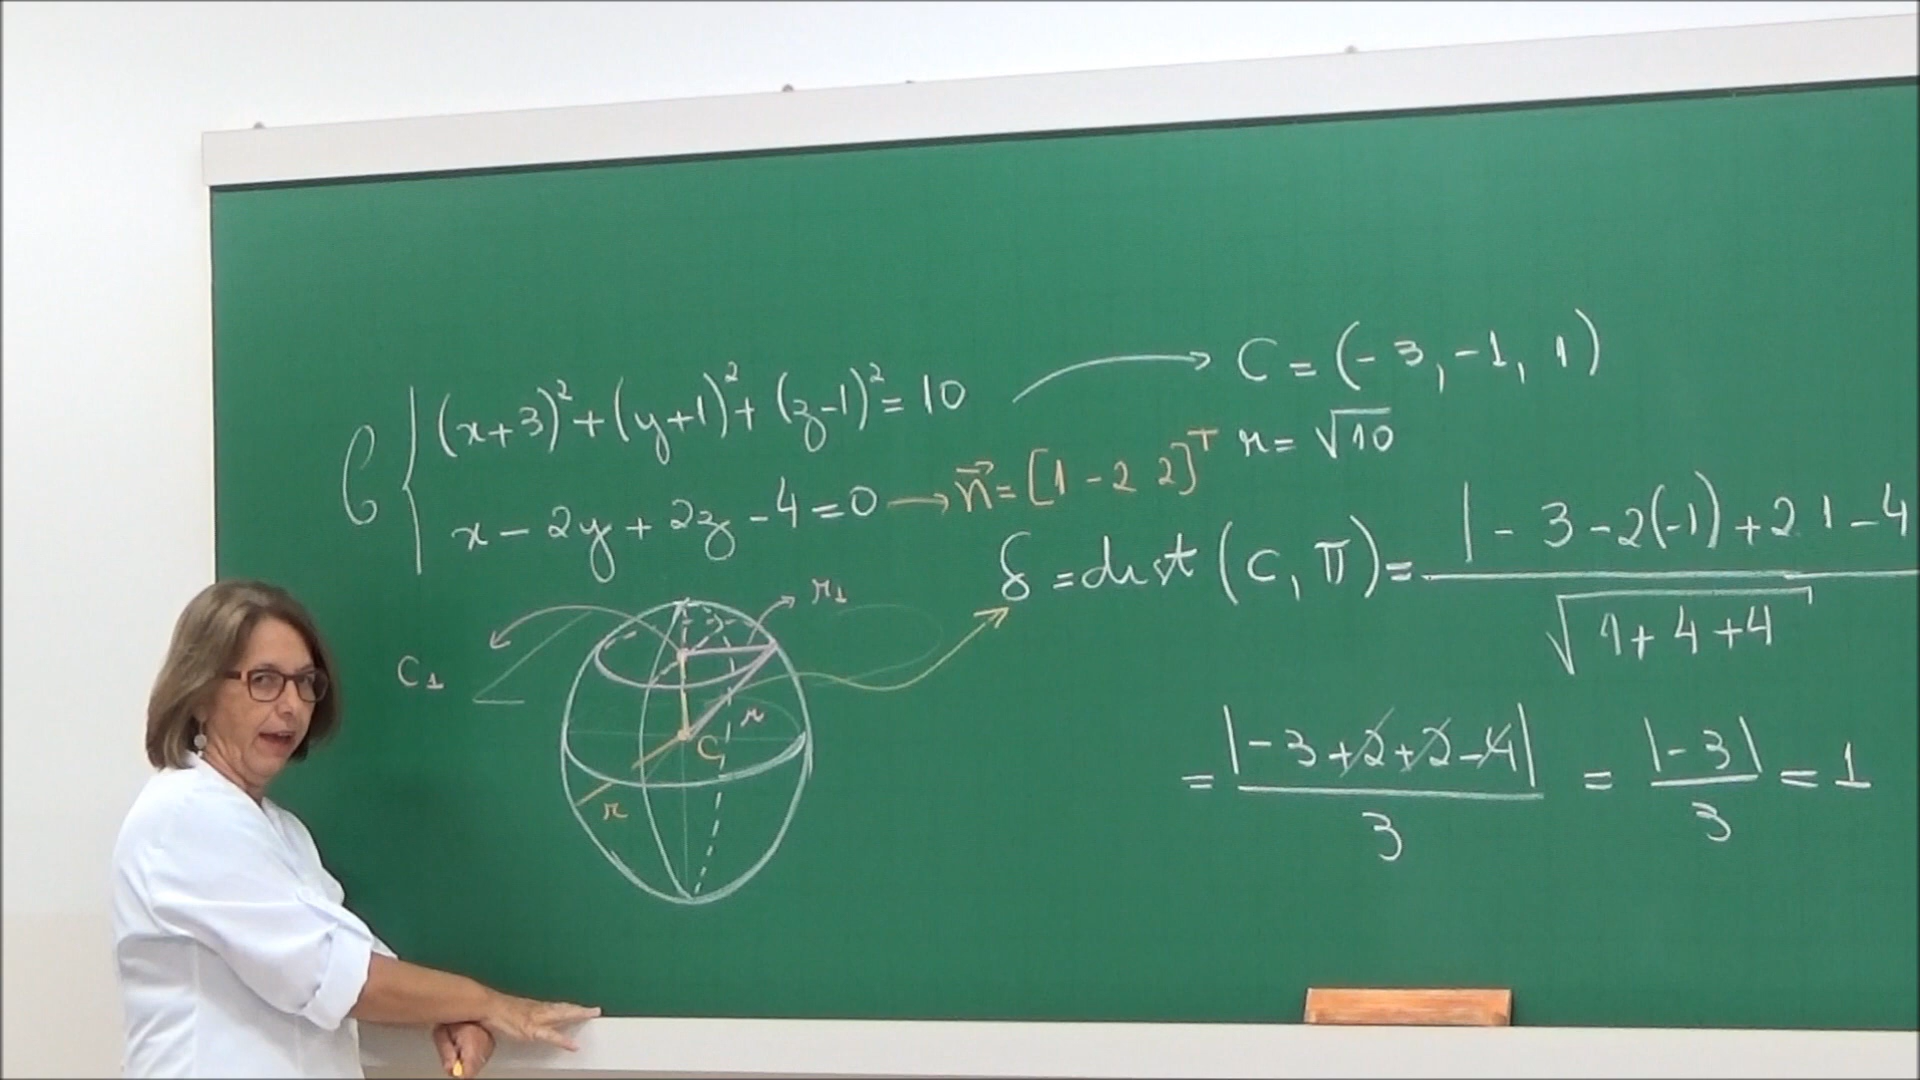 C { (x+3)² + (y+1)² + (z-1)² = 10 → C = (-3, -1, 1)
r = √10
x - 2y + 2z - 4 = 0 → n⃗ = [1 -2 2]ᵀ
δ = dist (C, π) = |-3 - 2(-1) + 2 1 - 4
√1 + 4 + 4
r₁
C₁
r
C
r
= |-3 + 2 + 2 - 4| / 3 = |-3| / 3 = 1